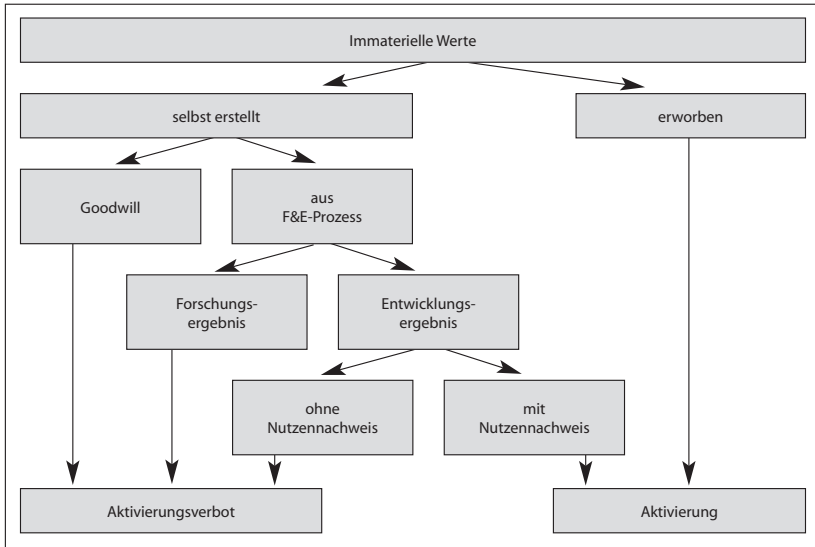 Immaterielle Werte
selbst erstellt
erworben
Goodwill
aus
F&E-Prozess
Forschungs-
ergebnis
Entwicklungs-
ergebnis
ohne
Nutzennachweis
mit
Nutzennachweis
Aktivierungsverbot
Aktivierung